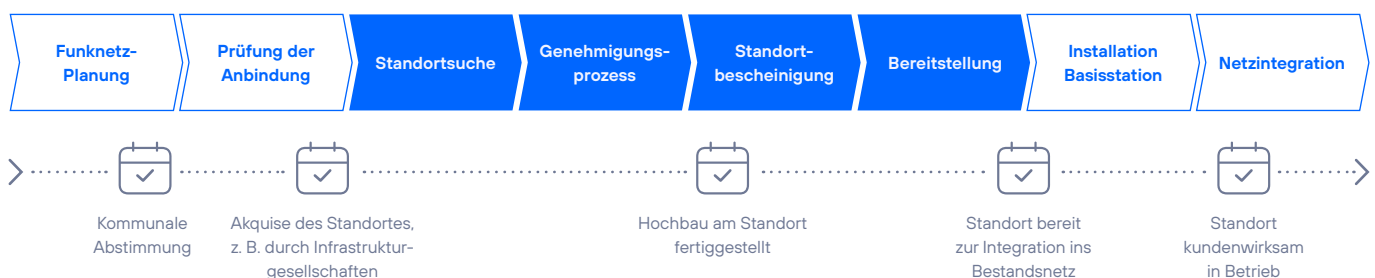 Funknetz-
Planung
Prüfung der
Anbindung
Standortsuche
Genehmigungs-
prozess
Standort-
bescheinigung
Bereitstellung
Installation
Basisstation
Netzintegration
Kommunale
Abstimmung
Akquise des Standortes,
z. B. durch Infrastruktur-
gesellschaften
Hochbau am Standort
fertiggestellt
Standort bereit
zur Integration ins
Bestandsnetz
Standort
kundenwirksam
in Betrieb